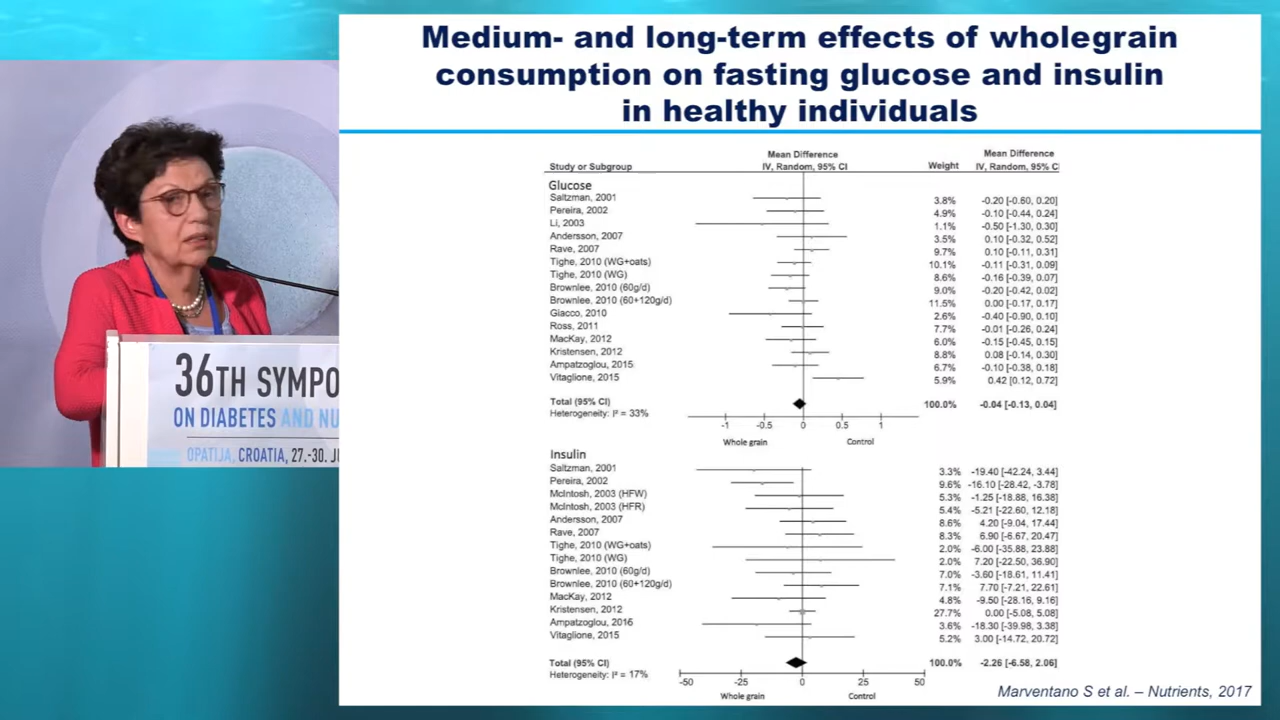 Medium- and long-term effects of wholegrain
consumption on fasting glucose and insulin
in healthy individuals
Mean Difference Mean Difference
Study or Subgroup IV, Random, 95% CI Weight IV, Random, 95% C
Glucose
Saltzman, 2001 3.8% -0.20 [-0.60, 0.20]
Pereira, 2002 4.9% -0.10 [-0.44, 0.24]
Li, 2003 1.1% -0.50 [-1.30, 0.30]
Andersson, 2007 3.5% 0.10 [-0.32, 0.52]
Rave, 2007 9.7% 0.10 [-0.11, 0.31]
Tighe, 2010 (WG+oats) 10.1% -0.11 [-0.31, 0.09]
Tighe, 2010 (WG) 8.6% -0.16 [-0.39, 0.07]
Brownlee, 2010 (60g/d) 9.0% -0.20 [-0.42, 0.02]
Brownlee, 2010 (60+120g/d) 11.5% 0.00 [-0.17, 0.17]
Giacco, 2010 2.6% -0.40 [-0.90, 0.10]
Ross, 2011 7.7% -0.01 [-0.26, 0.24]
MacKay, 2012 6.0% -0.15 [-0.45, 0.15]
Kristensen, 2012 8.8% 0.08 [-0.14, 0.30]
Ampatzoglou, 2015 6.7% -0.10 [-0.38, 0.18]
Vitaglione, 2015 5.9% 0.42 [0.12, 0.72]
Total (95% CI) 100.0% -0.04 [-0.13, 0.04]
Heterogeneity: I² = 33%
-1 -0.5 0 0.5 1
Whole grain Control
Insulin
Saltzman, 2001 3.3% -19.40 [-42.24, 3.44]
Pereira, 2002 9.6% -16.10 [-28.42, -3.78]
McIntosh, 2003 (HFW) 5.3% -1.25 [-18.88, 16.38]
McIntosh, 2003 (HFR) 5.4% -5.21 [-22.60, 12.18]
Andersson, 2007 8.6% 4.20 [-9.04, 17.44]
Rave, 2007 8.3% 6.90 [-6.67, 20.47]
Tighe, 2010 (WG+oats) 2.0% -6.00 [-35.88, 23.88]
Tighe, 2010 (WG) 2.0% 7.20 [-22.50, 36.90]
Brownlee, 2010 (60g/d) 7.0% -3.60 [-18.61, 11.41]
Brownlee, 2010 (60+120g/d) 7.1% 7.70 [-7.21, 22.61]
MacKay, 2012 4.8% -9.50 [-28.16, 9.16]
Kristensen, 2012 27.7% 0.00 [-5.08, 5.08]
Ampatzoglou, 2016 3.6% -18.30 [-39.98, 3.38]
Vitaglione, 2015 5.2% 3.00 [-14.72, 20.72]
Total (95% CI) 100.0% -2.26 [-6.58, 2.06]
Heterogeneity: I² = 17%
-50 -25 0 25 50
Whole grain Control
Marventano S et al. – Nutrients, 2017
36TH SYMPO
ON DIABETES AND NU
OPATIJA, CROATIA, 27.-30. J